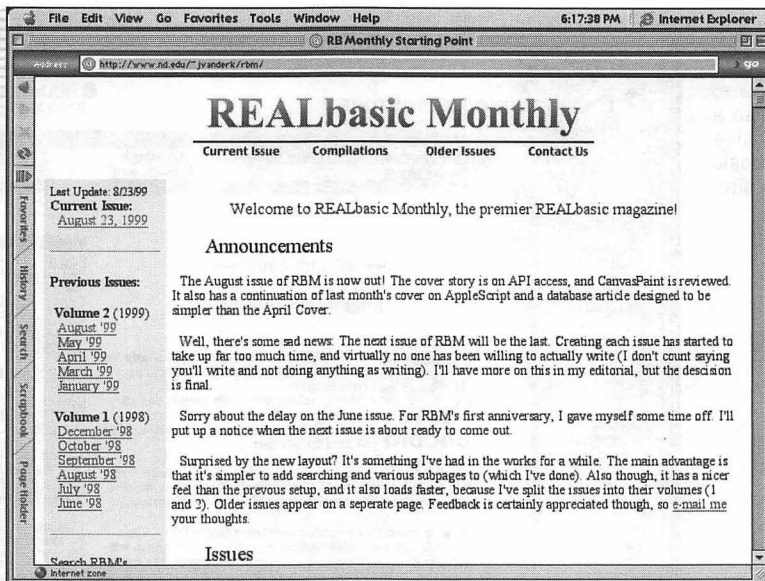 File Edit View Go Favorites Tools Window Help 6:17:38 PM Internet Explorer
RB Monthly Starting Point
Address: http://www.nd.edu/~jvanderk/rbm/ go
REALbasic Monthly
Current Issue Compilations Older Issues Contact Us
Favorites
History
Search
Scrapbook
Page Holder
Last Update: 8/23/99
Current Issue:
August 23, 1999
Previous Issues:
Volume 2 (1999)
August '99
May '99
April '99
March '99
January '99
Volume 1 (1998)
December '98
October '98
September '98
August '98
July '98
June '98
Search RBM's
Welcome to REALbasic Monthly, the premier REALbasic magazine!
Announcements
The August issue of RBM is now out! The cover story is on API access, and CanvasPaint is reviewed.
It also has a continuation of last month's cover on AppleScript and a database article designed to be
simpler than the April Cover.
Well, there's some sad news: The next issue of RBM will be the last. Creating each issue has started to
take up far too much time, and virtually no one has been willing to actually write (I don't count saying
you'll write and not doing anything as writing). I'll have more on this in my editorial, but the descision
is final.
Sorry about the delay on the June issue. For RBM's first anniversary, I gave myself some time off. I'll
put up a notice when the next issue is about ready to come out.
Surprised by the new layout? It's something I've had in the works for a while. The main advantage is
that it's simpler to add searching and various subpages to (which I've done). Also though, it has a nicer
feel than the prevous setup, and it also loads faster, because I've split the issues into their volumes (1
and 2). Older issues appear on a seperate page. Feedback is certainly appreciated though, so e-mail me
your thoughts.
Issues
Internet zone